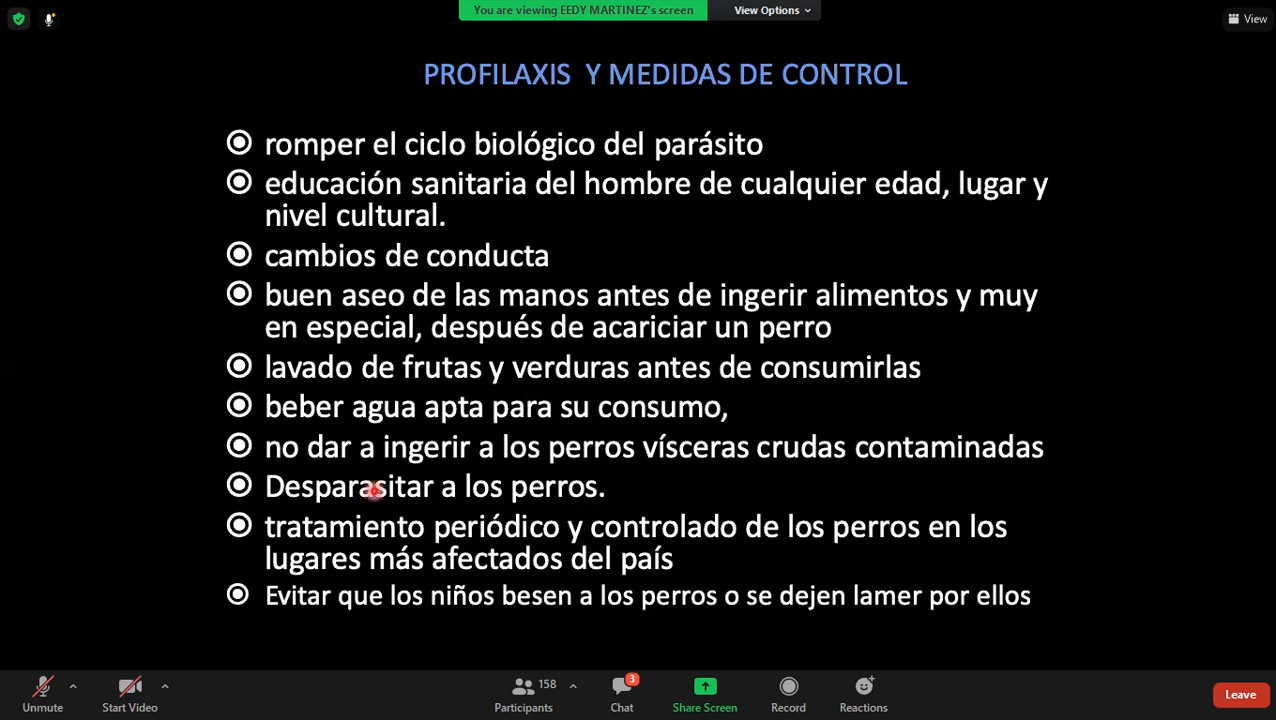 You are viewing EEDY MARTINEZ's screen
View Options
View
PROFILAXIS Y MEDIDAS DE CONTROL
romper el ciclo biológico del parásito
educación sanitaria del hombre de cualquier edad, lugar y
nivel cultural.
cambios de conducta
buen aseo de las manos antes de ingerir alimentos y muy
en especial, después de acariciar un perro
lavado de frutas y verduras antes de consumirlas
beber agua apta para su consumo,
no dar a ingerir a los perros vísceras crudas contaminadas
Desparasitar a los perros.
tratamiento periódico y controlado de los perros en los
lugares más afectados del país
Evitar que los niños besen a los perros o se dejen lamer por ellos
158
3
Unmute
Start Video
Participants
Chat
Share Screen
Record
Reactions
Leave